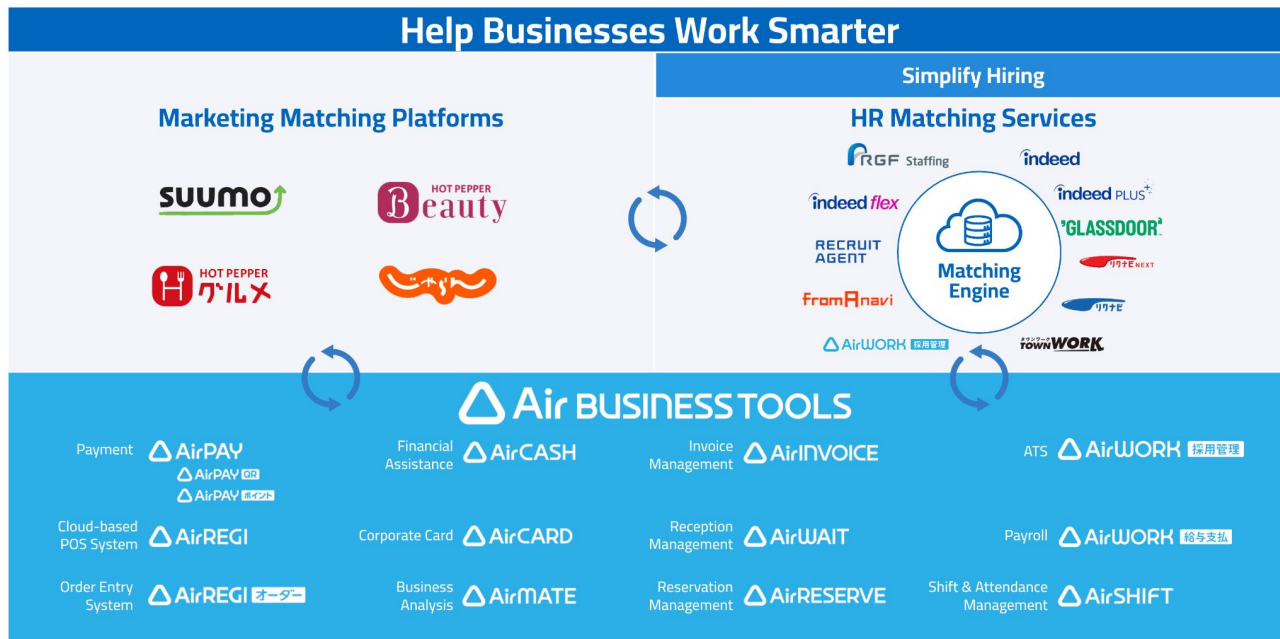 Help Businesses Work Smarter
Simplify Hiring
Marketing Matching Platforms
HR Matching Services
SUUMO
HOT PEPPER
Beauty
HOT PEPPER
グルメ
じゃらん
RGF Staffing
indeed
indeed flex
indeed PLUS
RECRUIT
AGENT
GLASSDOOR
リクナビNEXT
fromAnavi
リクナビ
AirWORK 採用管理
タウンワーク
TOWNWORK
Matching
Engine
Air BUSINESS TOOLS
Payment
AirPAY
AirPAY QR
AirPAY ポイント
Financial
Assistance
AirCASH
Invoice
Management
AirINVOICE
ATS
AirWORK 採用管理
Cloud-based
POS System
AirREGI
Corporate Card
AirCARD
Reception
Management
AirWAIT
Payroll
AirWORK 給与支払
Order Entry
System
AirREGI オーダー
Business
Analysis
AirMATE
Reservation
Management
AirRESERVE
Shift & Attendance
Management
AirSHIFT